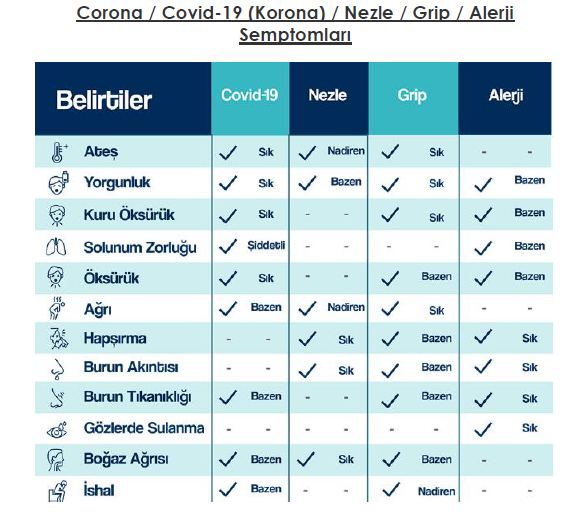 Corona / Covid-19 (Korona) / Nezle / Grip / Alerji
Semptomları
Belirtiler Covid-19 Nezle Grip Alerji
Ateş Sık Nadiren Sık - -
Yorgunluk Sık Bazen Sık Bazen
Kuru Öksürük Sık - - Sık Bazen
Solunum Zorluğu Şiddetli - - - - Bazen
Öksürük Sık - - Bazen Bazen
Ağrı Bazen Nadiren Sık - -
Hapşırma - - Sık Bazen Sık
Burun Akıntısı - - Sık Bazen Sık
Burun Tıkanıklığı Bazen - - Bazen Sık
Gözlerde Sulanma - - - - - - Sık
Boğaz Ağrısı Bazen Sık Bazen - -
İshal Bazen - - Nadiren - -